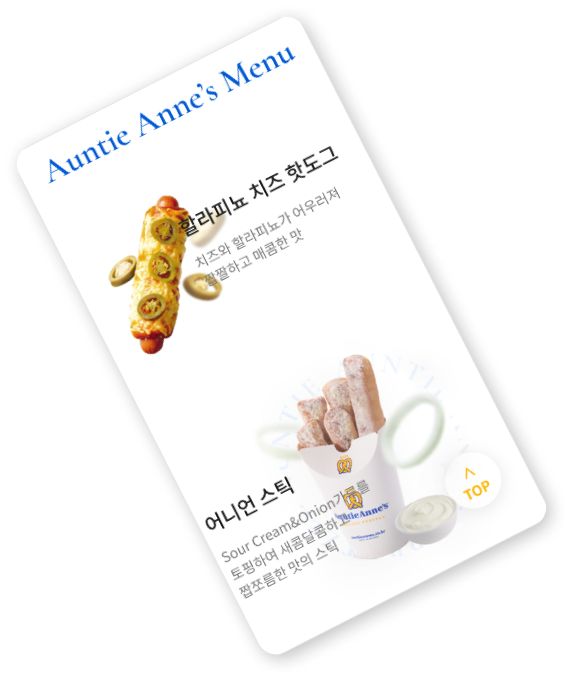 Auntie Anne's Menu
할라피뇨 치즈 핫도그
치즈와 할라피뇨가 어우러져
짭짤하고 매콤한 맛
어니언 스틱
Sour Cream&Onion가루를
토핑하여 새콤달콤하고
짭쪼름한 맛의 스틱
AuntieAnne's
TOP